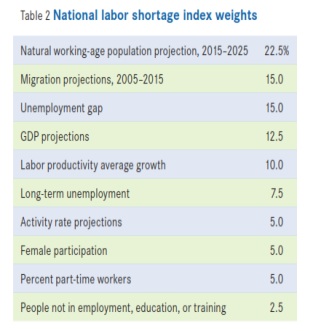 Table 2 National labor shortage index weights
Natural working-age population projection, 2015-2025 22.5%
Migration projections, 2005-2015 15.0
Unemployment gap 15.0
GDP projections 12.5
Labor productivity average growth 10.0
Long-term unemployment 7.5
Activity rate projections 5.0
Female participation 5.0
Percent part-time workers 5.0
People not in employment, education, or training 2.5